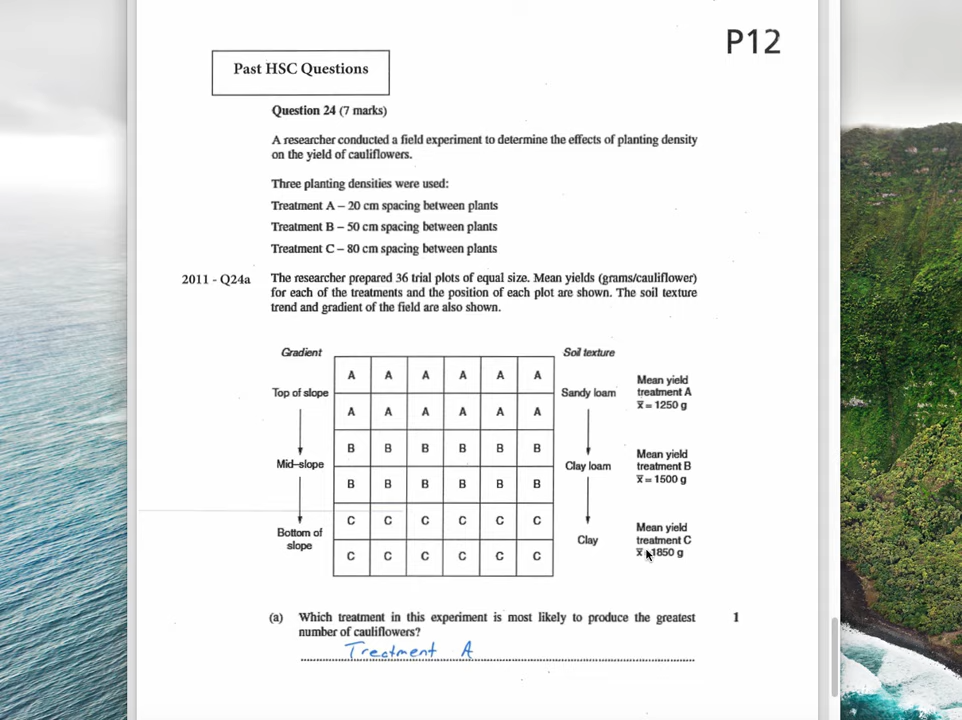 P12
Past HSC Questions
Question 24 (7 marks)
A researcher conducted a field experiment to determine the effects of planting density
on the yield of cauliflowers.
Three planting densities were used:
Treatment A – 20 cm spacing between plants
Treatment B – 50 cm spacing between plants
Treatment C – 80 cm spacing between plants
2011 - Q24a
The researcher prepared 36 trial plots of equal size. Mean yields (grams/cauliflower)
for each of the treatments and the position of each plot are shown. The soil texture
trend and gradient of the field are also shown.
Gradient
Soil texture
A A A A A A
Top of slope
Sandy loam
Mean yield
treatment A
x̄ = 1250 g
A A A A A A
B B B B B B
Mid–slope
Clay loam
Mean yield
treatment B
x̄ = 1500 g
B B B B B B
C C C C C C
Bottom of
slope
Clay
Mean yield
treatment C
x̄ 1850 g
C C C C C C
(a) Which treatment in this experiment is most likely to produce the greatest 1
number of cauliflowers?
Treatment A